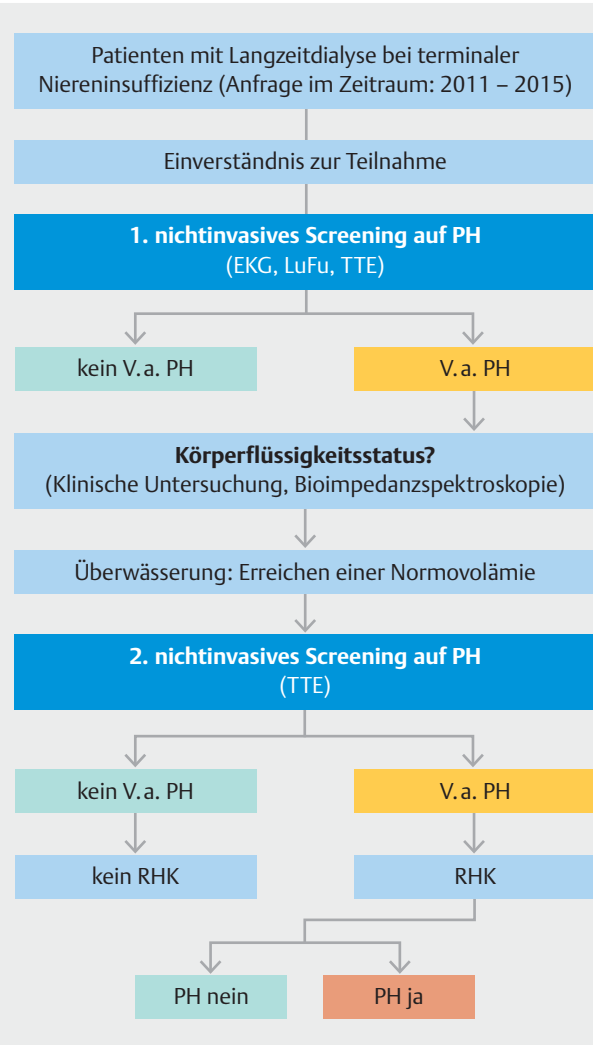 Patienten mit Langzeitdialyse bei terminaler
Niereninsuffizienz (Anfrage im Zeitraum: 2011 – 2015)
Einverständnis zur Teilnahme
1. nichtinvasives Screening auf PH
(EKG, LuFu, TTE)
kein V. a. PH
V. a. PH
Körperflüssigkeitsstatus?
(Klinische Untersuchung, Bioimpedanzspektroskopie)
Überwässerung: Erreichen einer Normovolämie
2. nichtinvasives Screening auf PH
(TTE)
kein V. a. PH
V. a. PH
kein RHK
RHK
PH nein
PH ja